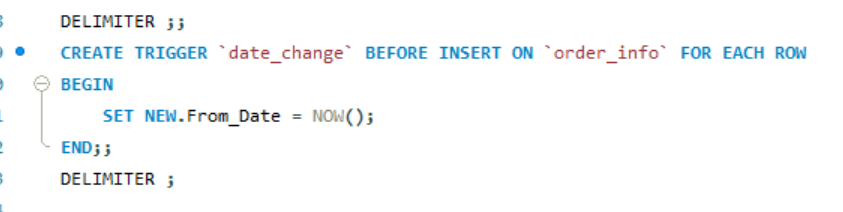 DELIMITER ;;
CREATE TRIGGER `date_change` BEFORE INSERT ON `order_info` FOR EACH ROW
BEGIN
SET NEW.From_Date = NOW();
END;;
DELIMITER ;